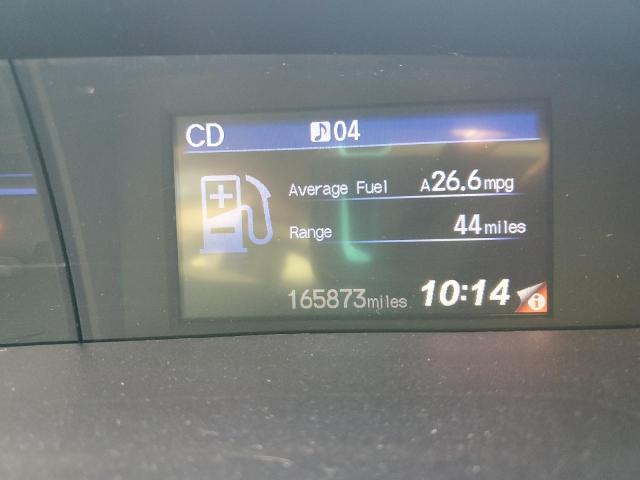 CD 04
Average Fuel A26.6mpg
Range 44miles
165873miles 10:14 i